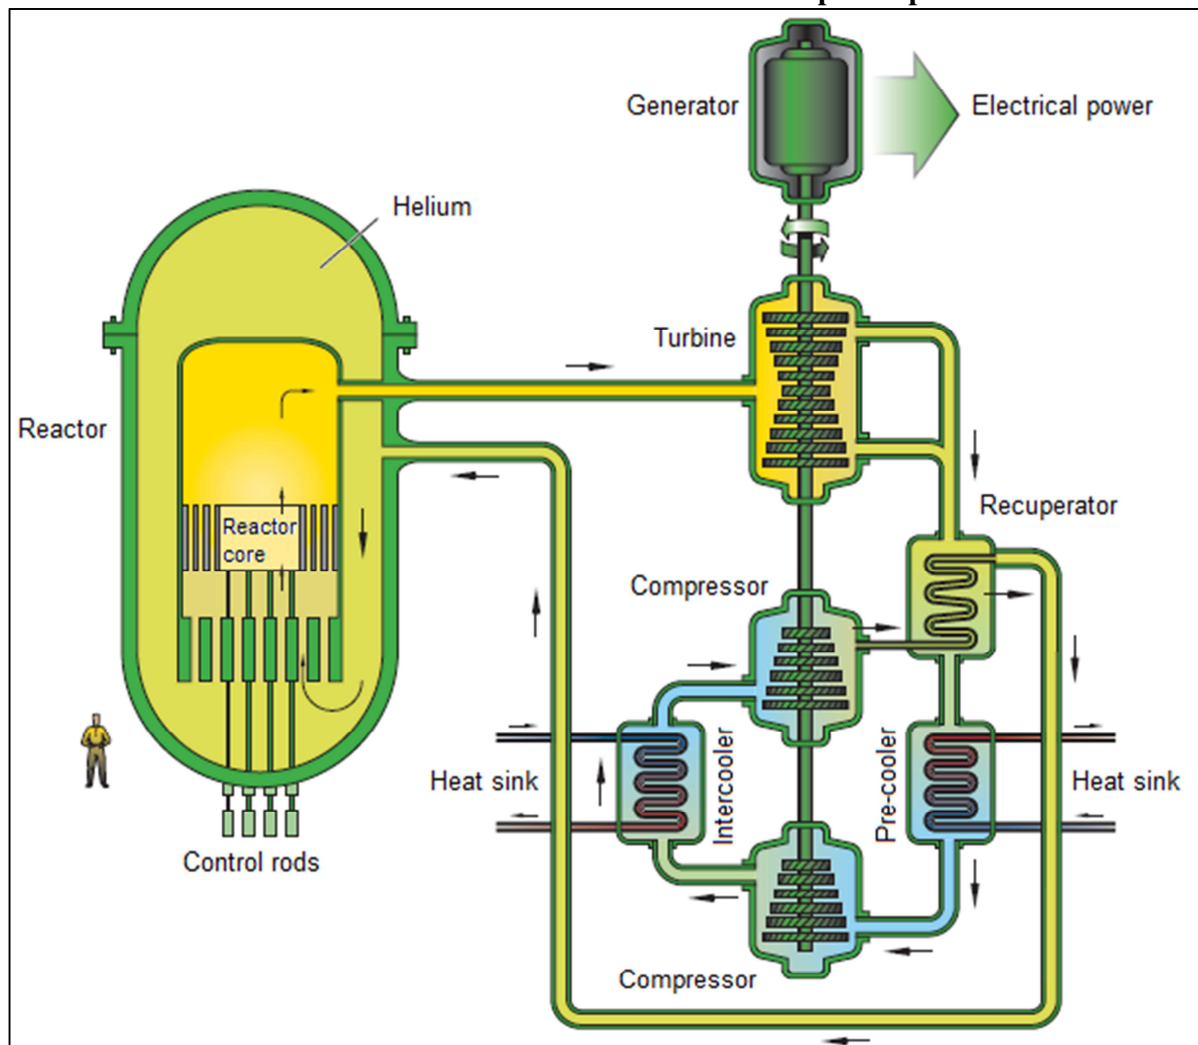 Generator
Electrical power
Helium
Turbine
Reactor
Recuperator
Reactor
core
Compressor
Intercooler
Pre-cooler
Heat sink
Heat sink
Control rods
Compressor